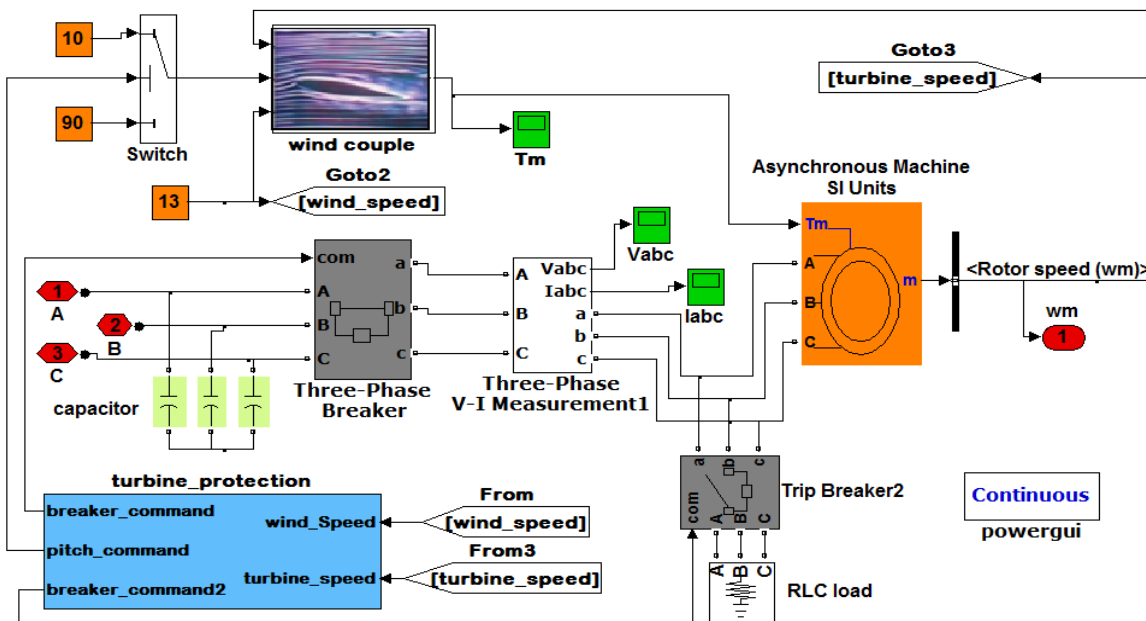 10
90
Switch
wind couple
Tm
Goto3
[turbine_speed]
13
Goto2
[wind_speed]
Asynchronous Machine
SI Units
Tm
A
B
C
m
<Rotor speed (wm)>
wm
1
Vabc
Iabc
1
A
2
B
3
C
capacitor
com
A
B
C
a
b
c
Three-Phase
Breaker
A
B
C
Vabc
Iabc
a
b
c
Three-Phase
V-I Measurement1
turbine_protection
breaker_command
pitch_command
breaker_command2
wind_Speed
turbine_speed
From
[wind_speed]
From3
[turbine_speed]
a
b
c
com
A
B
C
Trip Breaker2
A
B
C
RLC load
Continuous
powergui